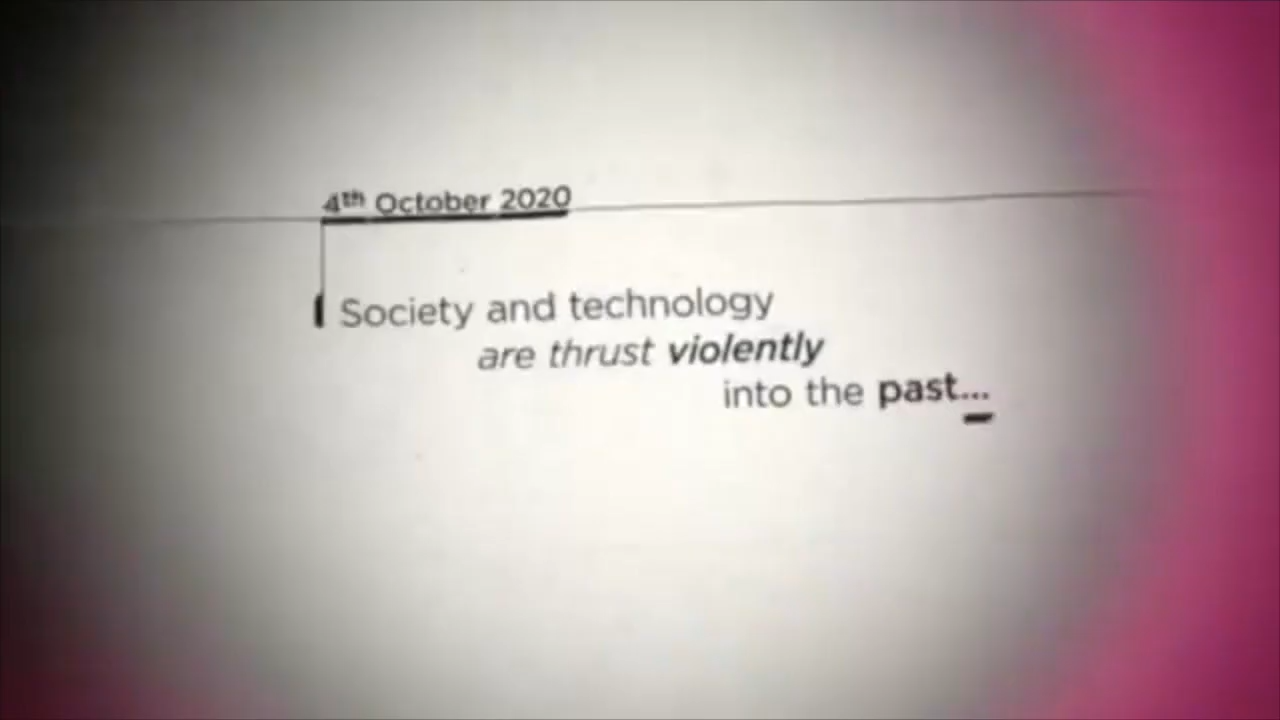 4th October 2020
Society and technology
are thrust violently
into the past...